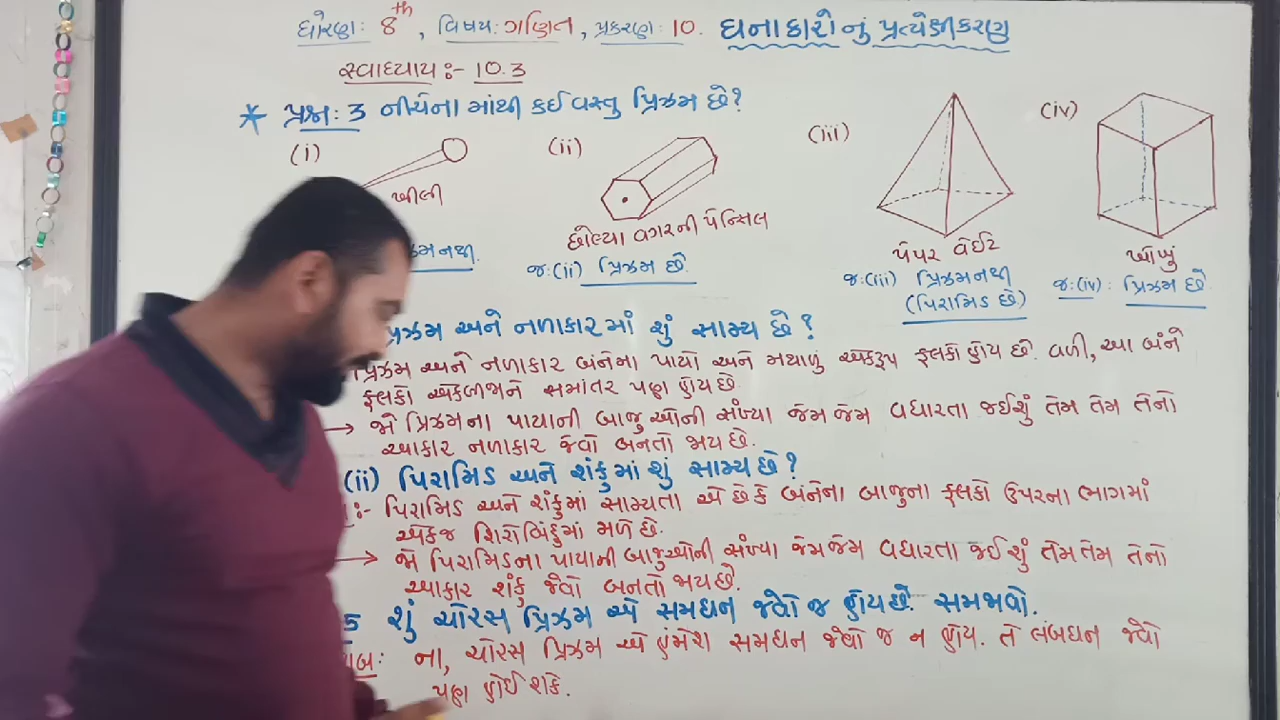 ધોરણ: 8th, વિષય: ગણિત, પ્રકરણ: 10. ઘનાકારોનું પ્રત્યક્ષીકરણ
સ્વાધ્યાય:- 10.3
* પ્રશ્ન: 3 નીચેના માંથી કઈ વસ્તુ પ્રિઝમ છે?
(i) (ii) (iii) (iv)
ખીલી છોલ્યા વગરની પેન્સિલ પેપર વેઈટ ખોખું
નથી. જ:(ii) પ્રિઝમ છે જ:(iii) પ્રિઝમ નથી જ:(iv): પ્રિઝમ છે
(પિરામિડ છે)
પ્રિઝમ અને નળાકારમાં શું સામ્ય છે?
પ્રિઝમ અને નળાકાર બંનેમા પાયો અને મથાળું એકરૂપ ફલકો હોય છે. વળી, આ બંને
ફલકો એકબીજાને સમાંતર પણ હોય છે.
→ જો પ્રિઝમના પાયાની બાજુઓની સંખ્યા જેમ જેમ વધારતા જઈશું તેમ તેમ તેનો
આકાર નળાકાર જેવો બનતો જાય છે.
(ii) પિરામિડ અને શંકુમાં શું સામ્ય છે?
:- પિરામિડ અને શંકુમાં સામ્યતા એ છે કે બંનેના બાજુના ફલકો ઉપરના ભાગમાં
એકજ શિરોબિંદુમાં મળે છે.
→ જો પિરામિડના પાયાની બાજુઓની સંખ્યા જેમ જેમ વધારતા જઈશું તેમ તેમ તેનો
આકાર શંકુ જેવો બનતો જાય છે.
શું ચોરસ પ્રિઝમ એ સમઘન જેવો જ હોય છે. સમજાવો.
ના, ચોરસ પ્રિઝમ એ હંમેશ સમઘન જેવો જ ન હોય. તે લંબઘન જેવો
પણ હોઈ શકે.